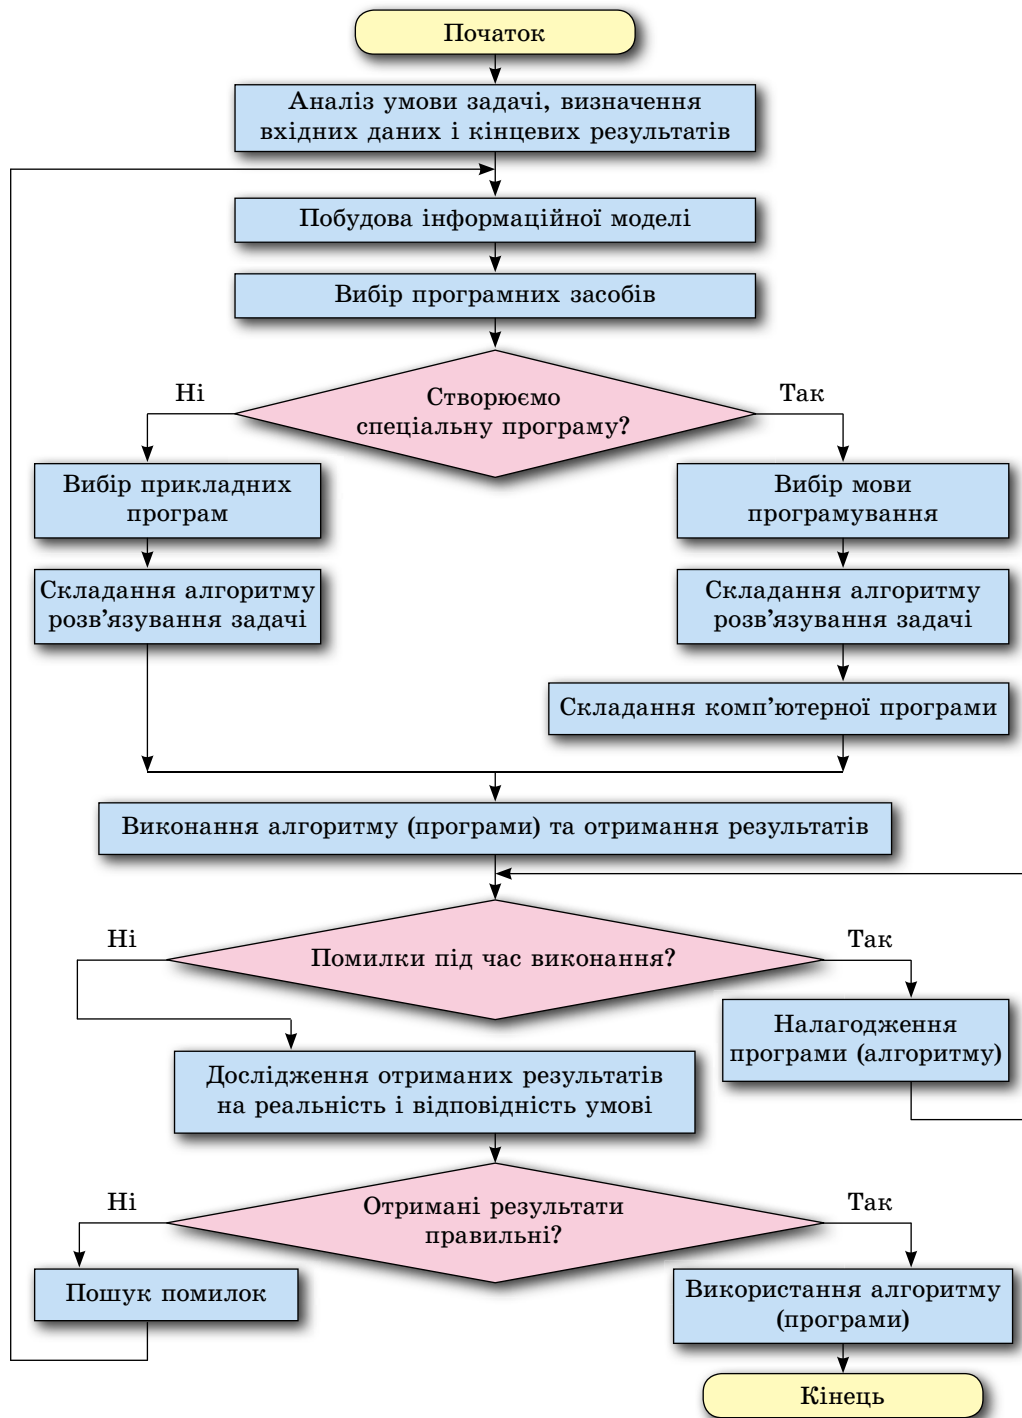 Початок
Аналіз умови задачі, визначення
вхідних даних і кінцевих результатів
Побудова інформаційної моделі
Вибір програмних засобів
Ні
Створюємо
спеціальну програму?
Так
Вибір прикладних
програм
Вибір мови
програмування
Складання алгоритму
розв'язування задачі
Складання алгоритму
розв'язування задачі
Складання комп'ютерної програми
Виконання алгоритму (програми) та отримання результатів
Ні
Помилки під час виконання?
Так
Налагодження
програми (алгоритму)
Дослідження отриманих результатів
на реальність і відповідність умові
Ні
Отримані результати
правильні?
Так
Пошук помилок
Використання алгоритму
(програми)
Кінець